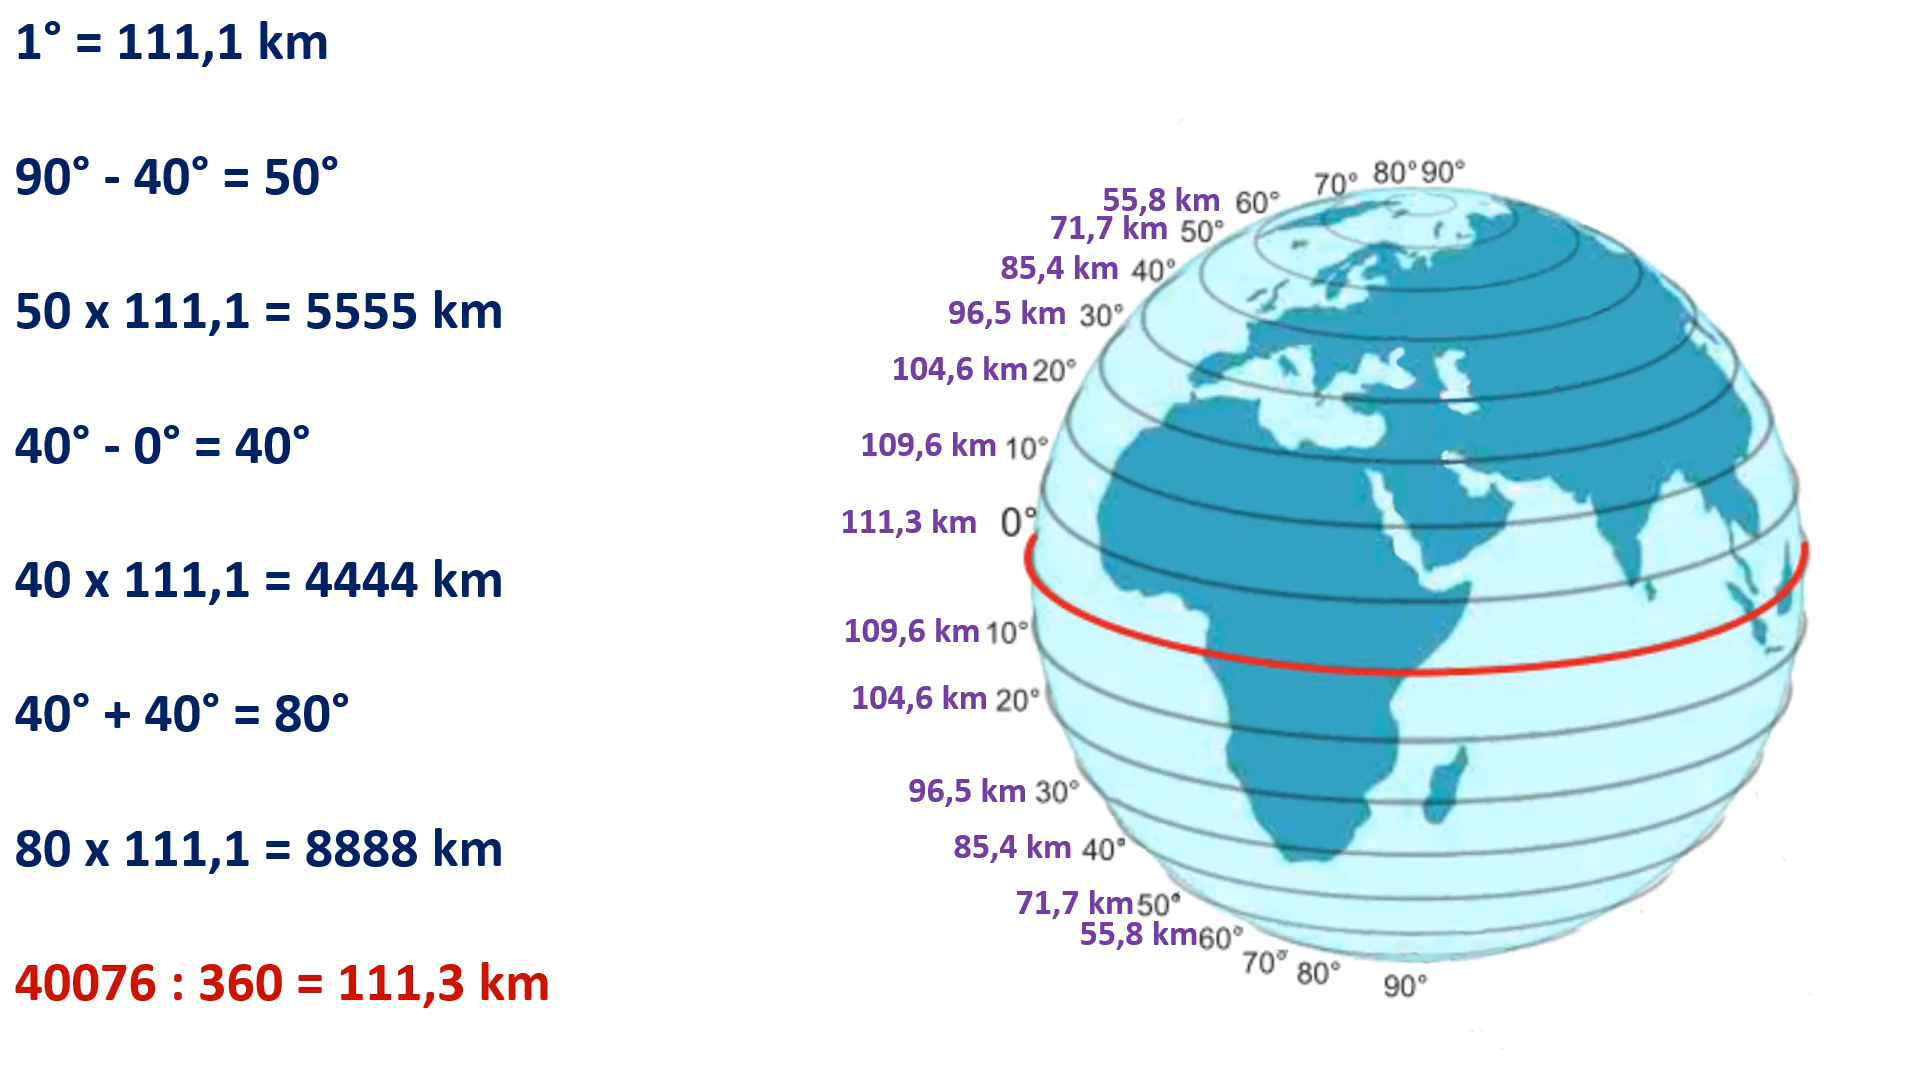 1° = 111,1 km
90° - 40° = 50°
50 x 111,1 = 5555 km
40° - 0° = 40°
40 x 111,1 = 4444 km
40° + 40° = 80°
80 x 111,1 = 8888 km
40076 : 360 = 111,3 km
80° 90°
70°
55,8 km 60°
71,7 km 50°
85,4 km 40°
96,5 km 30°
104,6 km 20°
109,6 km 10°
111,3 km 0°
109,6 km 10°
104,6 km 20°
96,5 km 30°
85,4 km 40°
71,7 km 50°
55,8 km 60°
70°
80°
90°